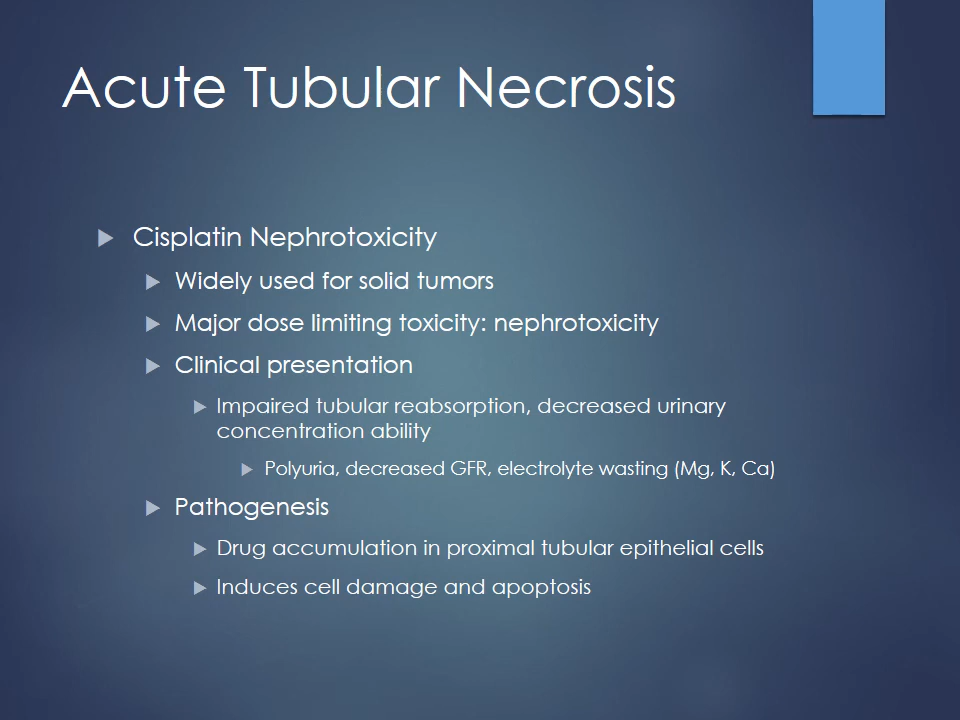 Acute Tubular Necrosis
Cisplatin Nephrotoxicity
Widely used for solid tumors
Major dose limiting toxicity: nephrotoxicity
Clinical presentation
Impaired tubular reabsorption, decreased urinary
concentration ability
Polyuria, decreased GFR, electrolyte wasting (Mg, K, Ca)
Pathogenesis
Drug accumulation in proximal tubular epithelial cells
Induces cell damage and apoptosis